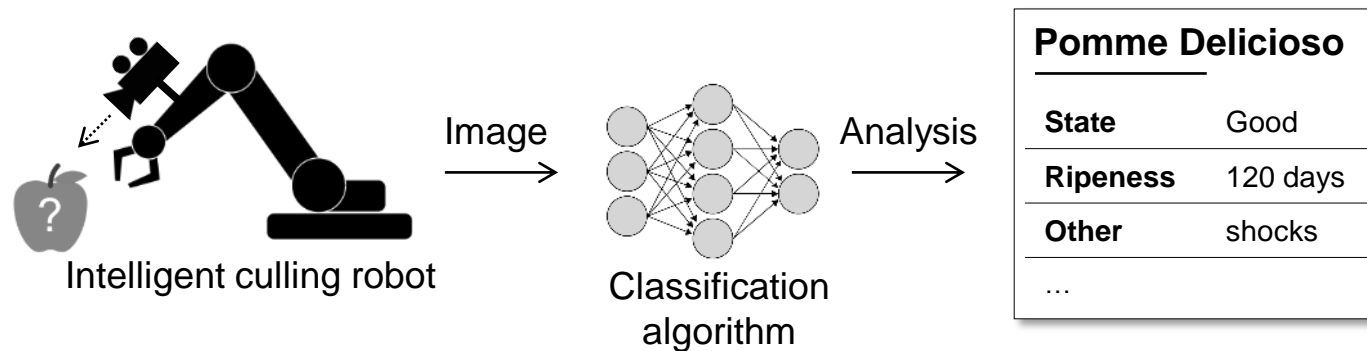 ?
Intelligent culling robot
Image
Classification
algorithm
Analysis
Pomme Delicioso
State Good
Ripeness 120 days
Other shocks
…